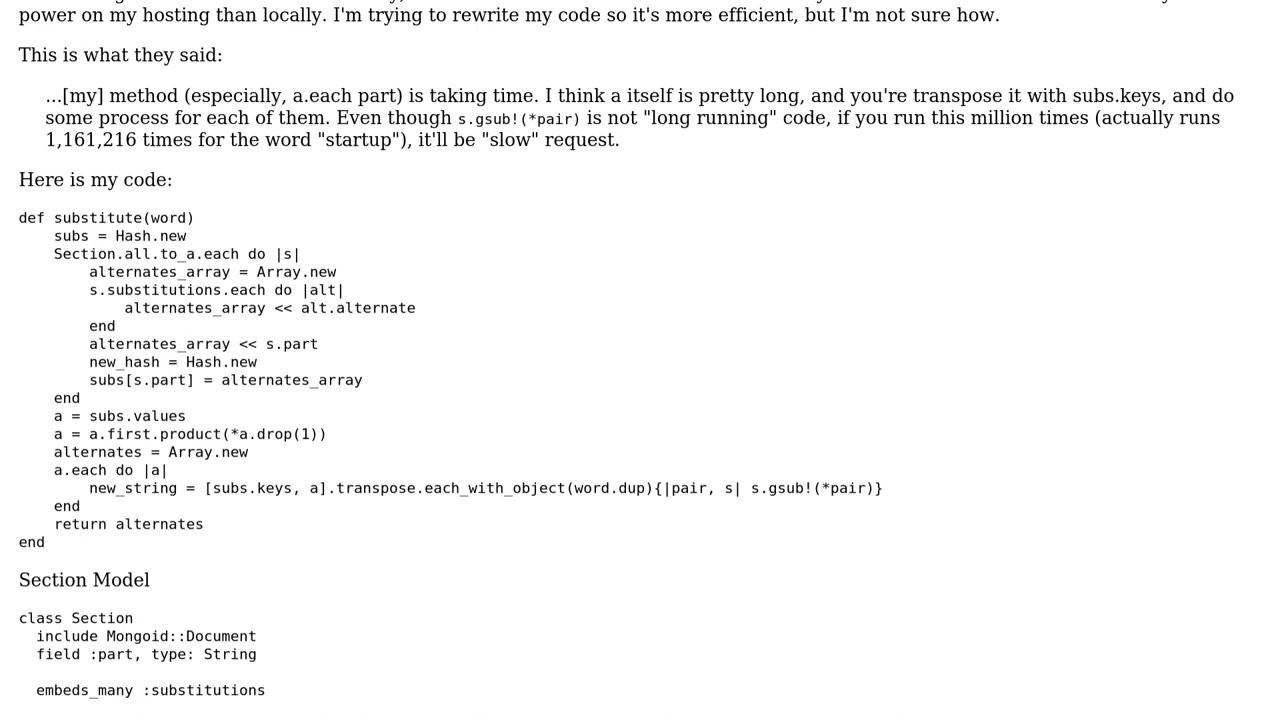 power on my hosting than locally. I'm trying to rewrite my code so it's more efficient, but I'm not sure how.
This is what they said:
...[my] method (especially, a.each part) is taking time. I think a itself is pretty long, and you're transpose it with subs.keys, and do
some process for each of them. Even though s.gsub!(*pair) is not "long running" code, if you run this million times (actually runs
1,161,216 times for the word "startup"), it'll be "slow" request.
Here is my code:
def substitute(word)
    subs = Hash.new
    Section.all.to_a.each do |s|
        alternates_array = Array.new
        s.substitutions.each do |alt|
            alternates_array << alt.alternate
        end
        alternates_array << s.part
        new_hash = Hash.new
        subs[s.part] = alternates_array
    end
    a = subs.values
    a = a.first.product(*a.drop(1))
    alternates = Array.new
    a.each do |a|
        new_string = [subs.keys, a].transpose.each_with_object(word.dup){|pair, s| s.gsub!(*pair)}
    end
    return alternates
end
Section Model
class Section
  include Mongoid::Document
  field :part, type: String
  embeds_many :substitutions